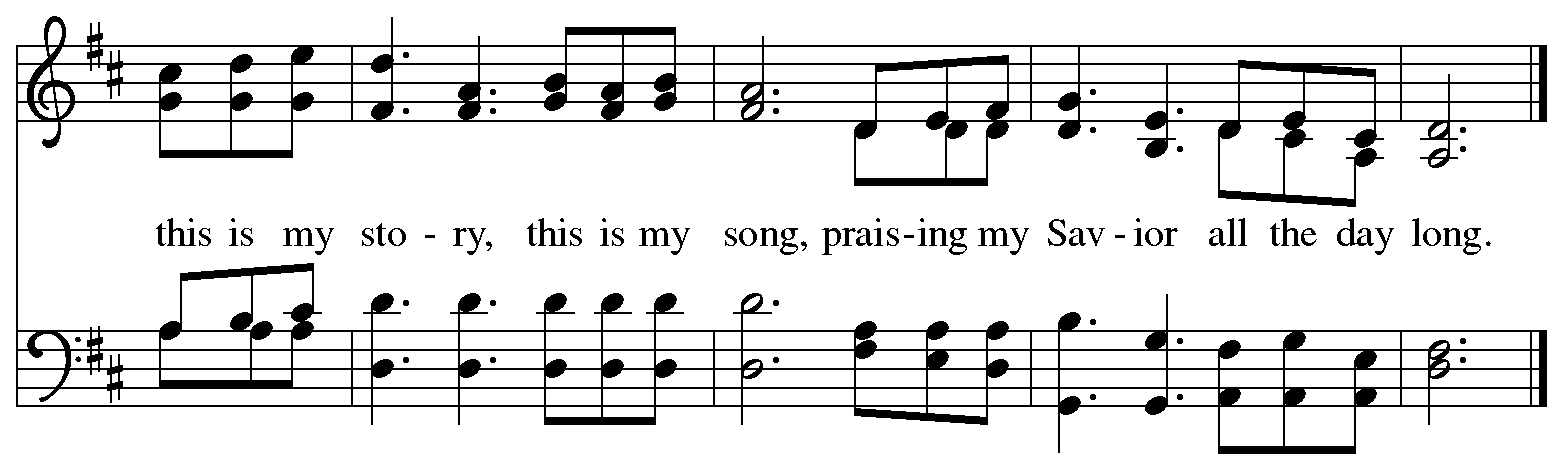 this is my sto - ry, this is my song, prais-ing my Sav - ior all the day long.